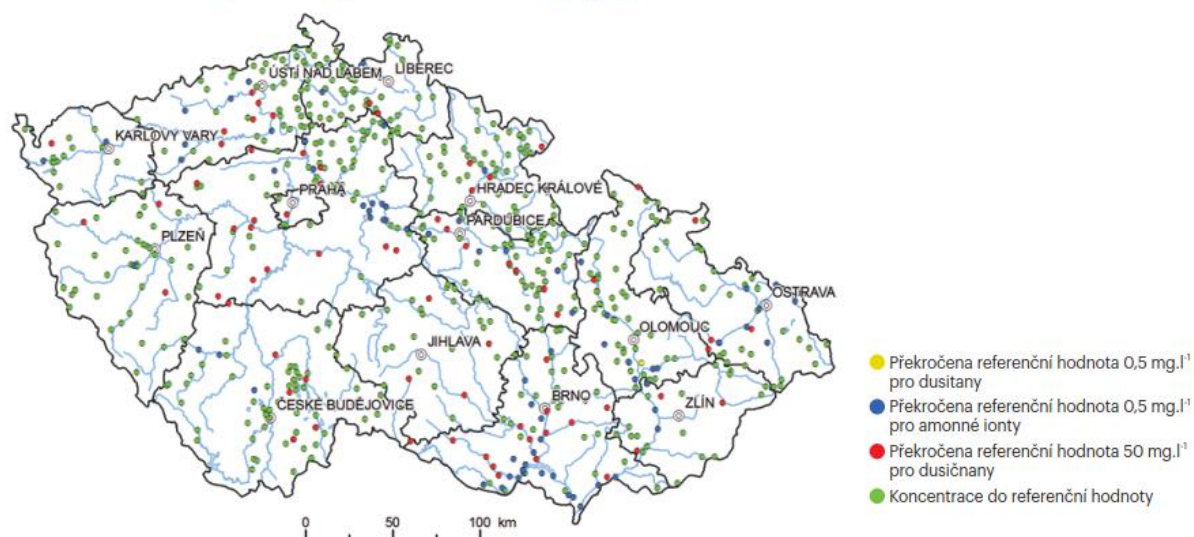 ÚSTÍ NAD LABEM
LIBEREC
KARLOVY VARY
PRAHA
HRADEC KRÁLOVÉ
PARDUBICE
PLZEŇ
OSTRAVA
OLOMOUC
JIHLAVA
BRNO
ZLÍN
ČESKÉ BUDĚJOVICE
0 50 100 km
Překročena referenční hodnota 0,5 mg.l⁻¹
pro dusitany
Překročena referenční hodnota 0,5 mg.l⁻¹
pro amonné ionty
Překročena referenční hodnota 50 mg.l⁻¹
pro dusičnany
Koncentrace do referenční hodnoty